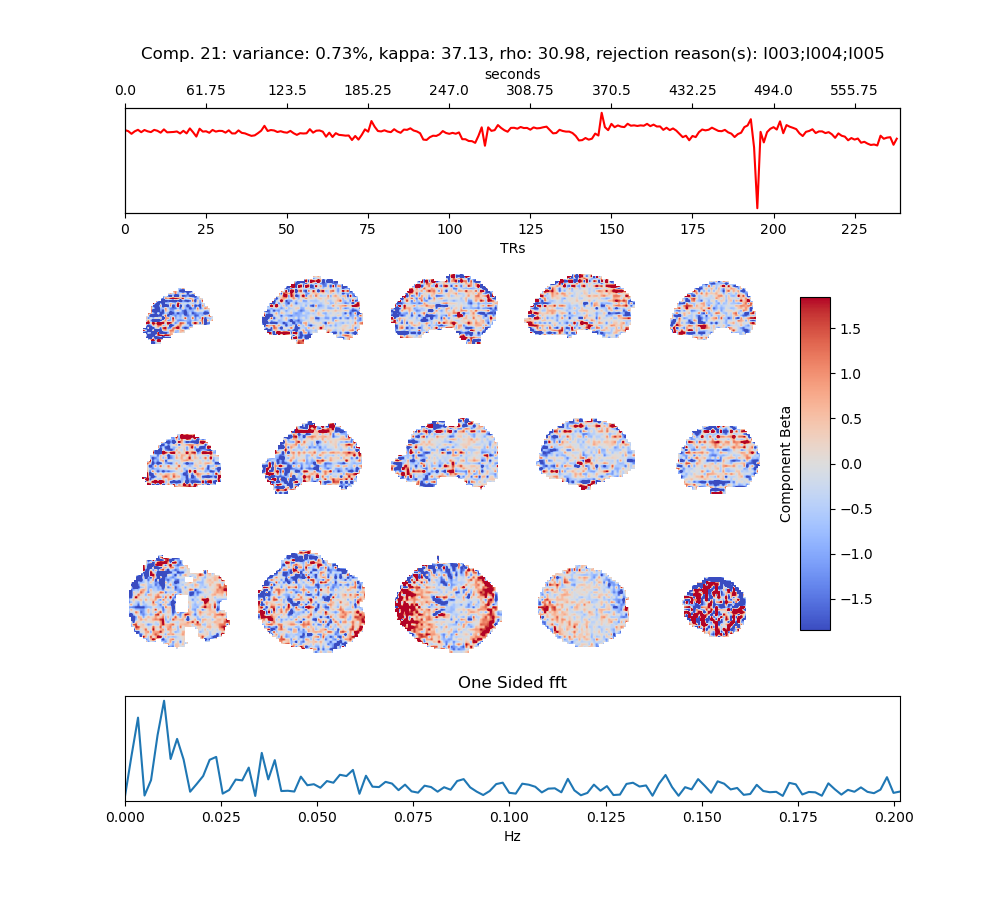 Comp. 21: variance: 0.73%, kappa: 37.13, rho: 30.98, rejection reason(s): I003;I004;I005
seconds
0.0 61.75 123.5 185.25 247.0 308.75 370.5 432.25 494.0 555.75
0 25 50 75 100 125 150 175 200 225
TRs
1.5
1.0
0.5
0.0
−0.5
−1.0
−1.5
Component Beta
One Sided fft
0.000 0.025 0.050 0.075 0.100 0.125 0.150 0.175 0.200
Hz